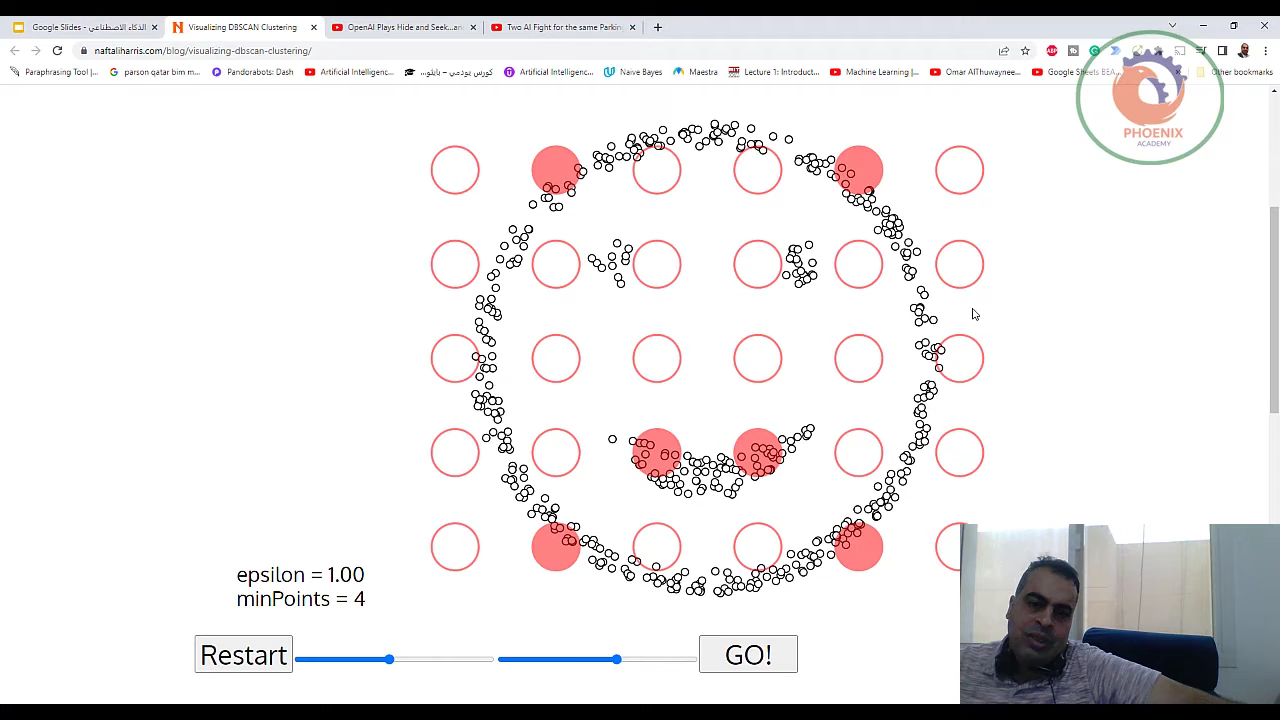 Google Slides - الذكاء الاصطناعي
Visualizing DBSCAN Clustering
OpenAI Plays Hide and Seek...an
Two AI Fight for the same Parkin
naftaliharris.com/blog/visualizing-dbscan-clustering/
Paraphrasing Tool |...
parson qatar bim m...
Pandorabots: Dash
Artificial Intelligenc...
Artificial Intelligenc...
Naive Bayes
Maestra
Lecture 1: Introduct...
Machine Learning |...
Omar AlThuwaynee...
Google Sheets BEA
Other bookmarks
PHOENIX
ACADEMY
epsilon = 1.00
minPoints = 4
Restart
GO!